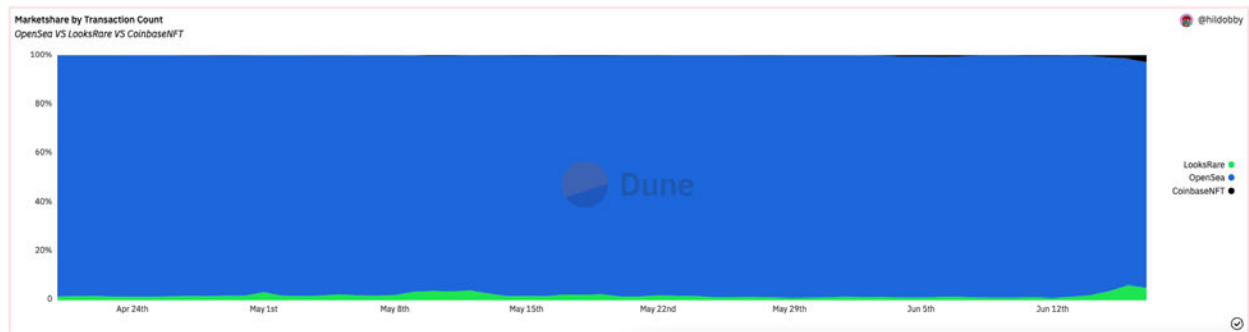 Marketshare by Transaction Count
OpenSea VS LooksRare VS CoinbaseNFT
@hildobby
100%
80%
60%
40%
20%
0
Dune
LooksRare
OpenSea
CoinbaseNFT
Apr 24th May 1st May 8th May 15th May 22nd May 29th Jun 5th Jun 12th